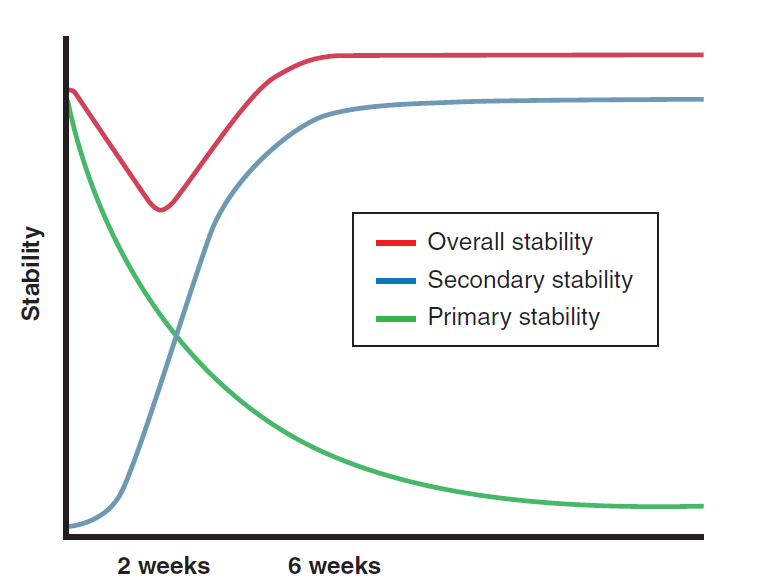 Stability
Overall stability
Secondary stability
Primary stability
2 weeks
6 weeks